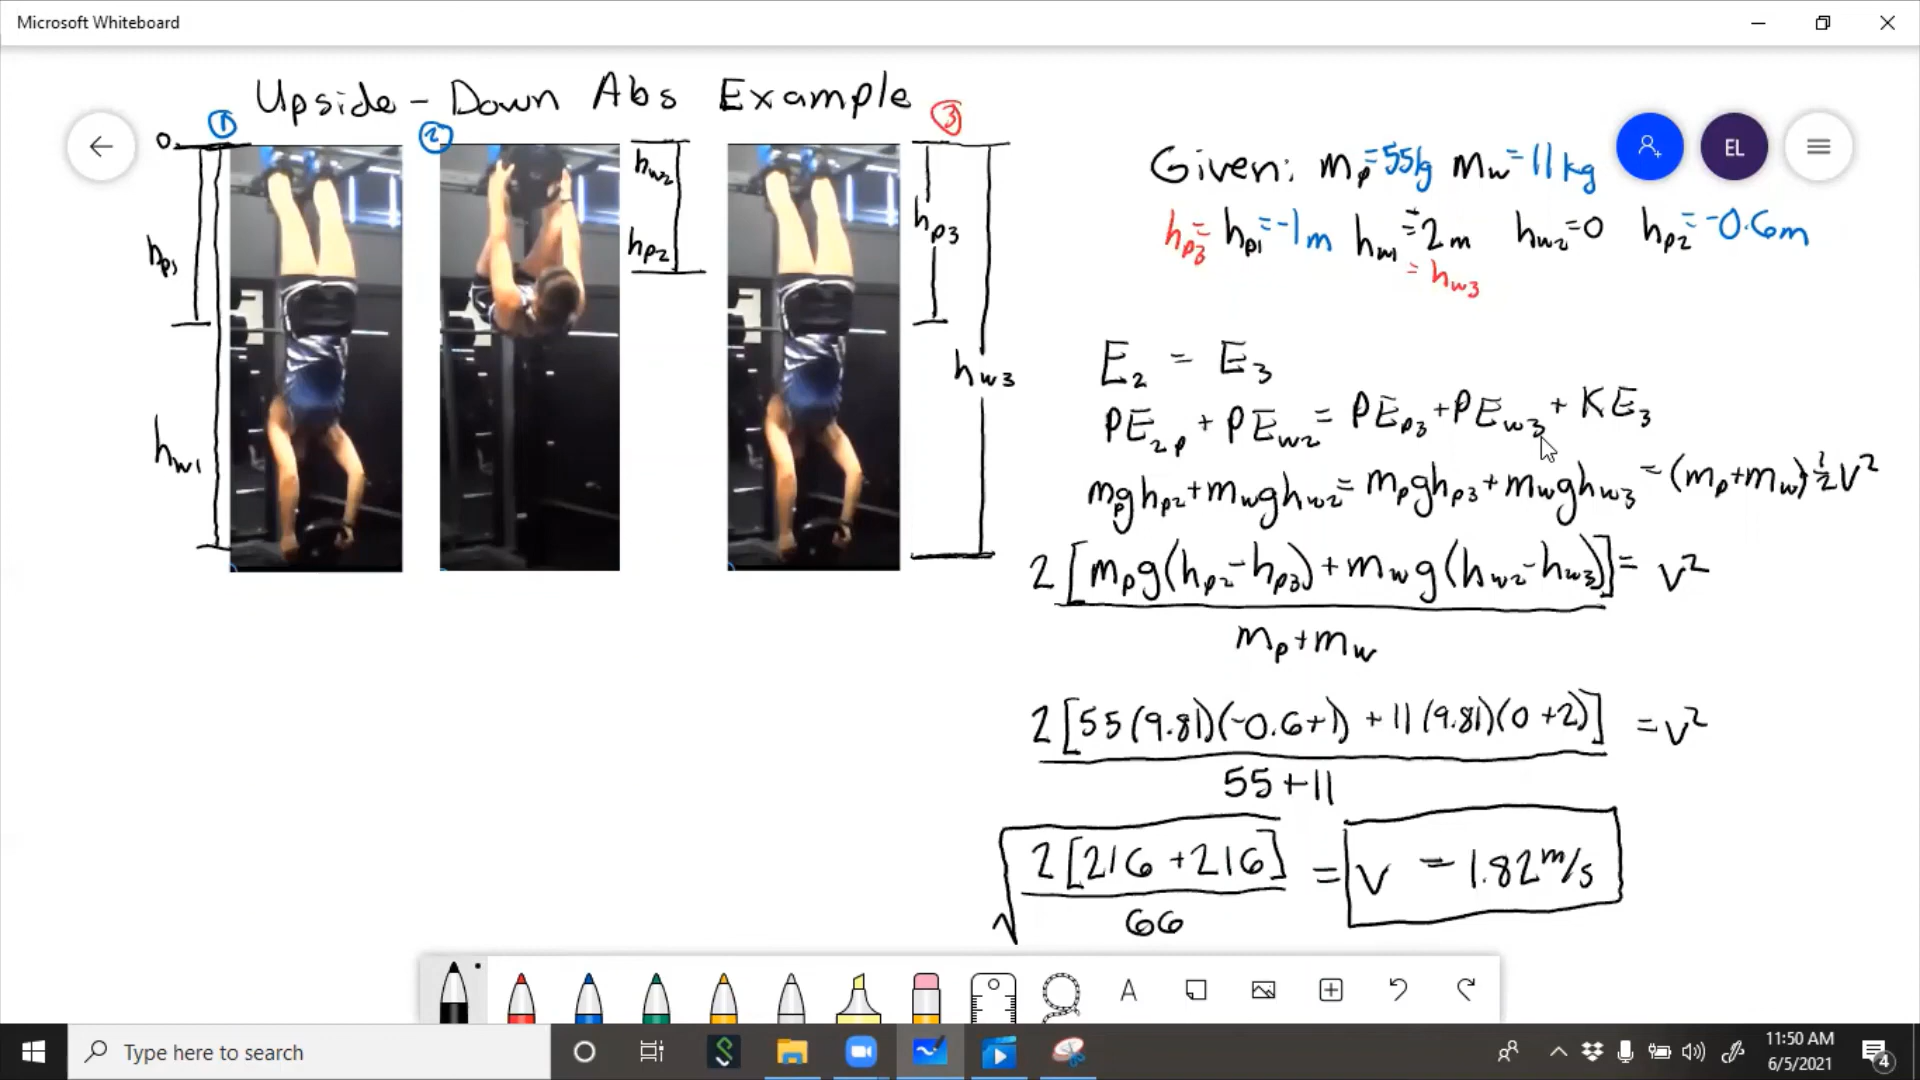 Microsoft Whiteboard
Upside-Down Abs Example
1
2
3
0
hp1
hw1
hw2
hp2
hp3
hw3
EL
Given: mp=55kg mw=11kg
hp3= hp1=-1m hw1=-2m hw2=0 hp2=-0.6m
=hw3
E2 = E3
PE2p + PEw2 = PEp3 + PEw3 + KE3
mpghp2+mwghw2= mpghp3+mwghw3 =(mp+mw)½v²
2[mpg(hp2-hp3)+mwg(hw2-hw3)]= v²
mp+mw
2[55(9.81)(-0.6+1)+11(9.81)(0+2)] =v²
55+11
√2[216+216] = v = 1.82m/s
66
A
Type here to search
11:50 AM
6/5/2021
4